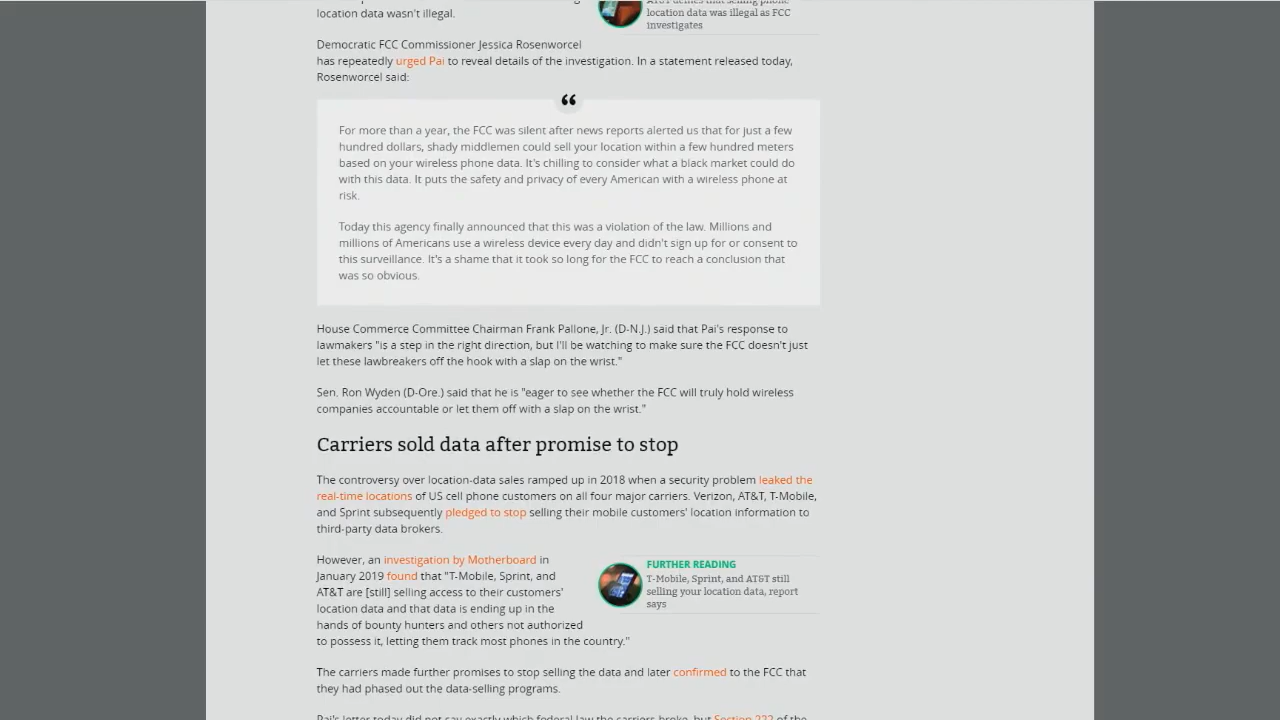 location data wasn't illegal.
AT&T denies that selling phone
location data was illegal as FCC
investigates
Democratic FCC Commissioner Jessica Rosenworcel
has repeatedly urged Pai to reveal details of the investigation. In a statement released today,
Rosenworcel said:
“
For more than a year, the FCC was silent after news reports alerted us that for just a few
hundred dollars, shady middlemen could sell your location within a few hundred meters
based on your wireless phone data. It's chilling to consider what a black market could do
with this data. It puts the safety and privacy of every American with a wireless phone at
risk.
Today this agency finally announced that this was a violation of the law. Millions and
millions of Americans use a wireless device every day and didn't sign up for or consent to
this surveillance. It's a shame that it took so long for the FCC to reach a conclusion that
was so obvious.
House Commerce Committee Chairman Frank Pallone, Jr. (D-N.J.) said that Pai's response to
lawmakers "is a step in the right direction, but I'll be watching to make sure the FCC doesn't just
let these lawbreakers off the hook with a slap on the wrist."
Sen. Ron Wyden (D-Ore.) said that he is "eager to see whether the FCC will truly hold wireless
companies accountable or let them off with a slap on the wrist."
Carriers sold data after promise to stop
The controversy over location-data sales ramped up in 2018 when a security problem leaked the
real-time locations of US cell phone customers on all four major carriers. Verizon, AT&T, T-Mobile,
and Sprint subsequently pledged to stop selling their mobile customers' location information to
third-party data brokers.
However, an investigation by Motherboard in
January 2019 found that "T-Mobile, Sprint, and
AT&T are [still] selling access to their customers'
location data and that data is ending up in the
hands of bounty hunters and others not authorized
to possess it, letting them track most phones in the country."
FURTHER READING
T-Mobile, Sprint, and AT&T still
selling your location data, report
says
The carriers made further promises to stop selling the data and later confirmed to the FCC that
they had phased out the data-selling programs.
Pai's letter today did not say exactly which federal law the carriers broke, but Section 222 of the